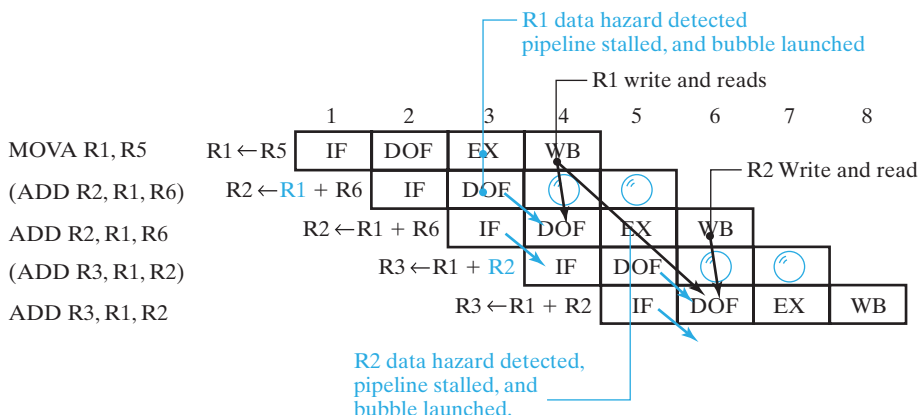 R1 data hazard detected
pipeline stalled, and bubble launched
R1 write and reads
1 2 3 4 5 6 7 8
MOVA R1, R5 R1←R5 IF DOF EX WB
R2 Write and read
(ADD R2, R1, R6) R2←R1 + R6 IF DOF
ADD R2, R1, R6 R2←R1 + R6 IF DOF EX WB
(ADD R3, R1, R2) R3←R1 + R2 IF DOF
ADD R3, R1, R2 R3←R1 + R2 IF DOF EX WB
R2 data hazard detected,
pipeline stalled, and
bubble launched.